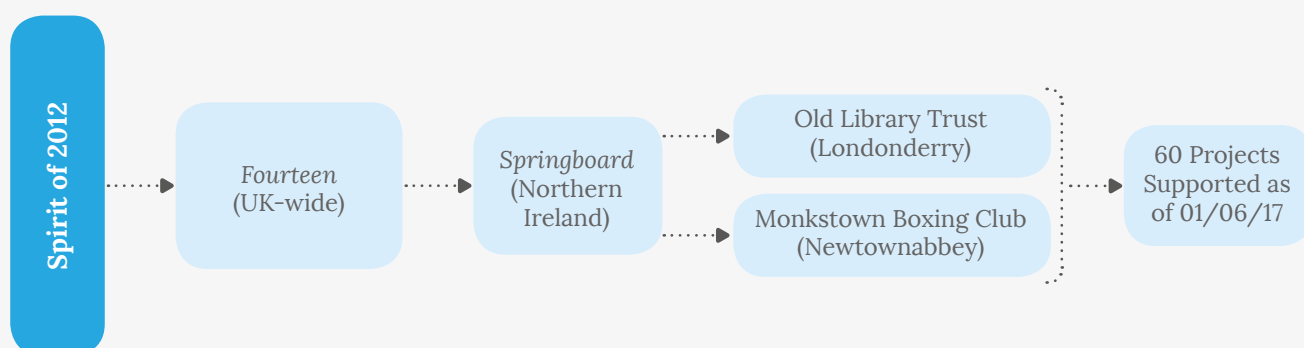 Spirit of 2012
Fourteen
(UK-wide)
Springboard
(Northern
Ireland)
Old Library Trust
(Londonderry)
Monkstown Boxing Club
(Newtownabbey)
60 Projects
Supported as
of 01/06/17